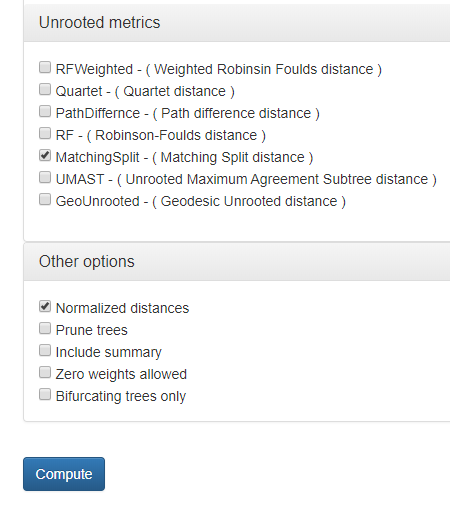 Unrooted metrics
RFWeighted - ( Weighted Robinsin Foulds distance )
Quartet - ( Quartet distance )
PathDiffernce - ( Path difference distance )
RF - ( Robinson-Foulds distance )
MatchingSplit - ( Matching Split distance )
UMAST - ( Unrooted Maximum Agreement Subtree distance )
GeoUnrooted - ( Geodesic Unrooted distance )
Other options
Normalized distances
Prune trees
Include summary
Zero weights allowed
Bifurcating trees only
Compute